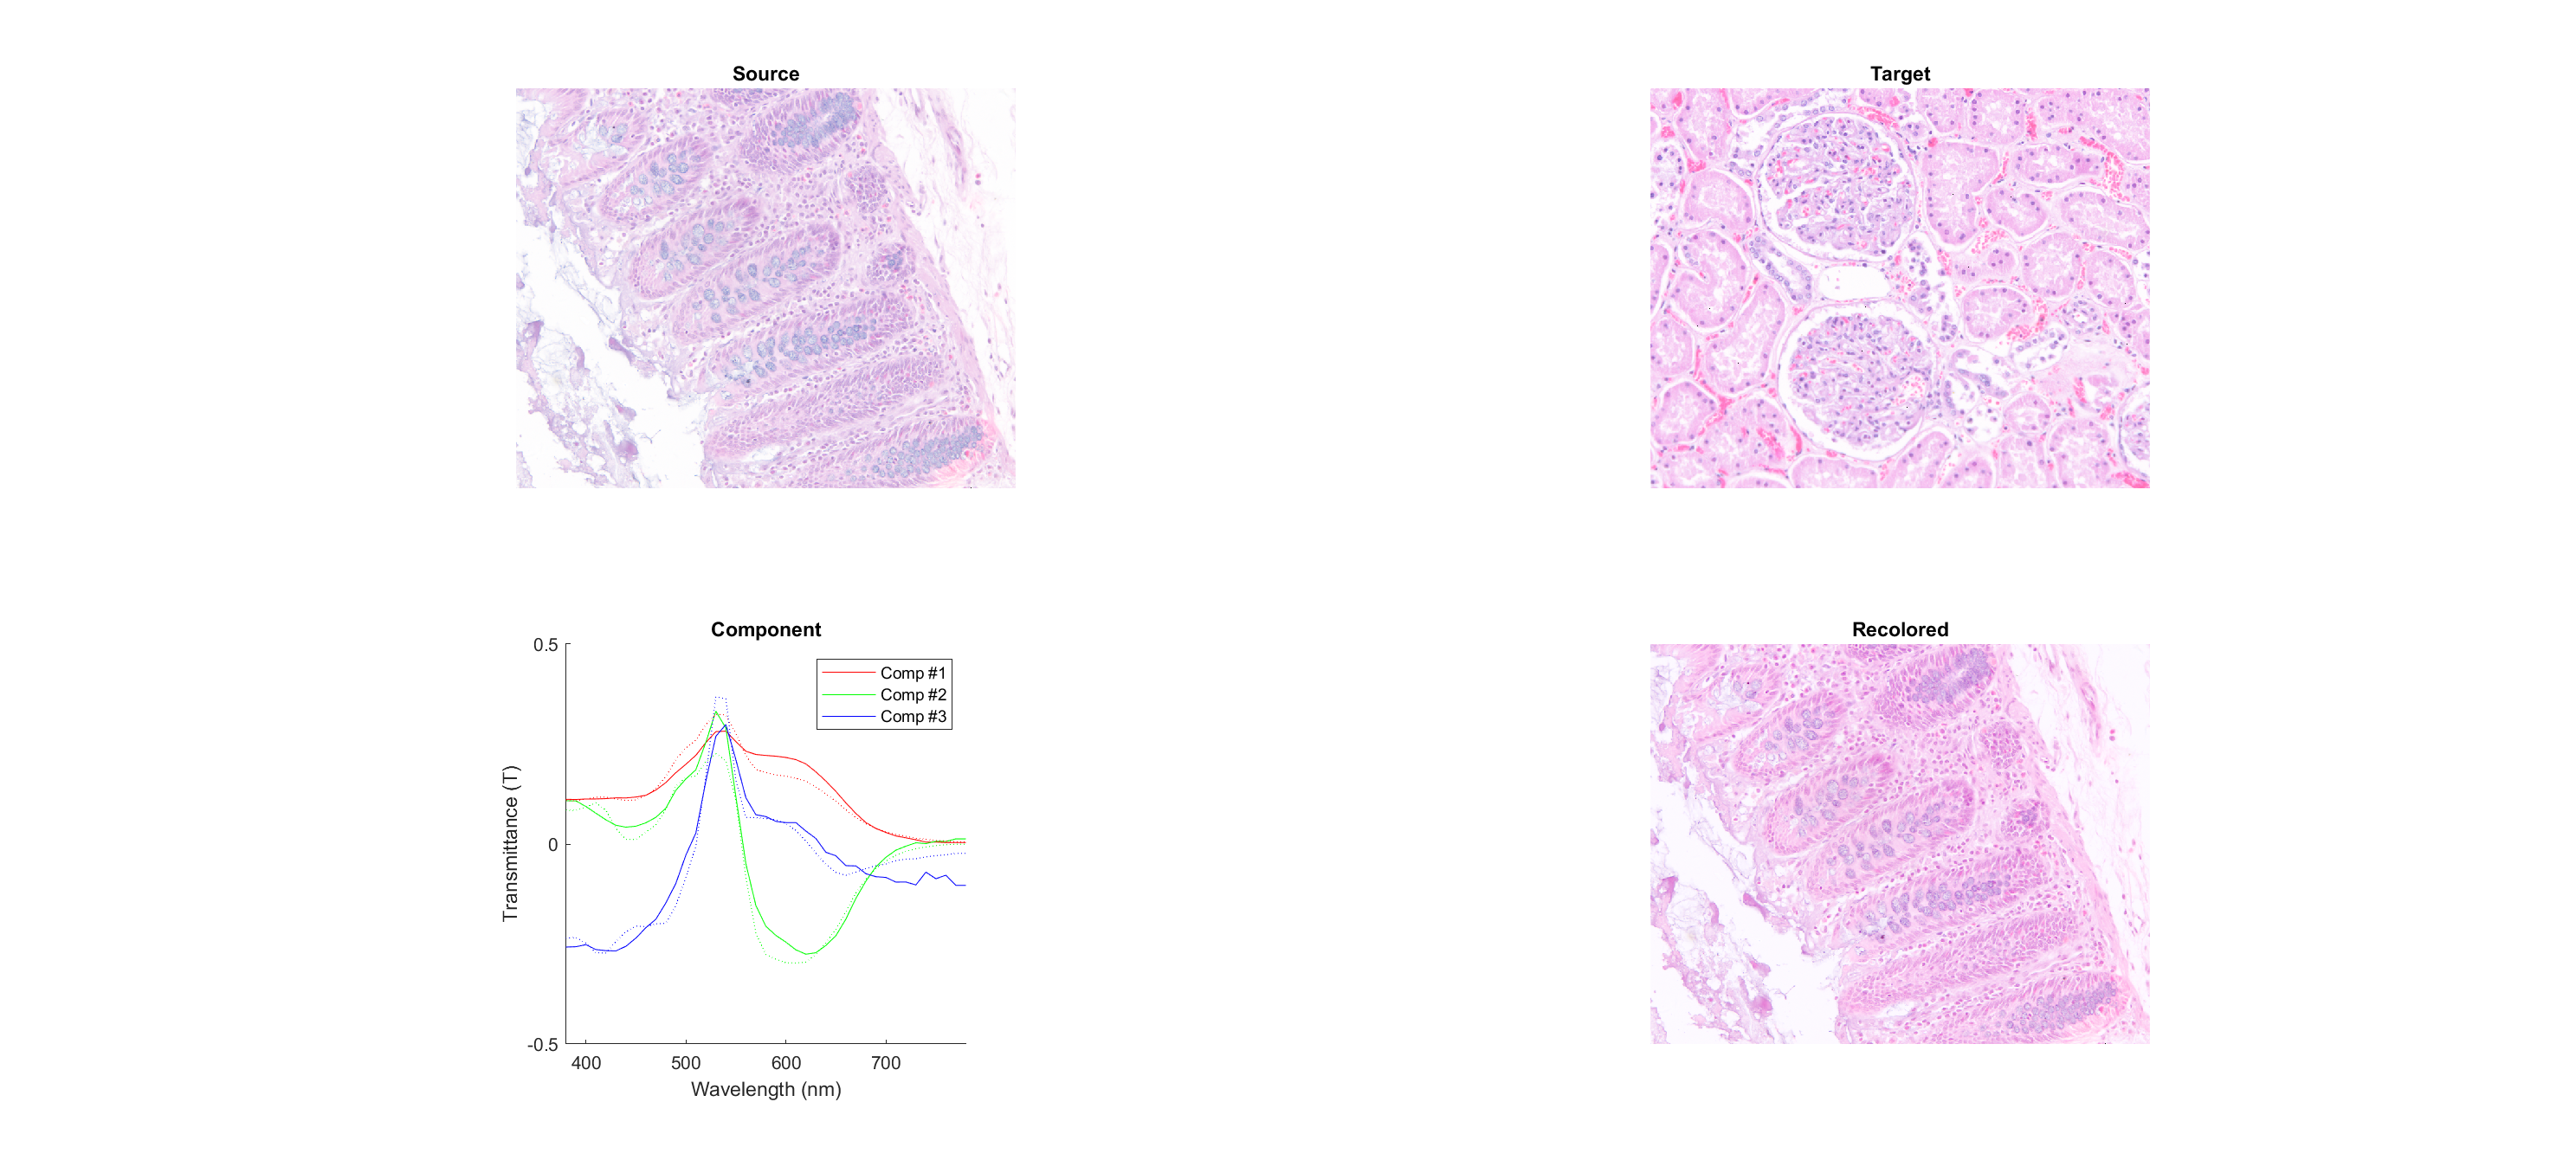 Source
Target
Component
0.5
0
-0.5
400 500 600 700
Wavelength (nm)
Transmittance (T)
Comp #1
Comp #2
Comp #3
Recolored